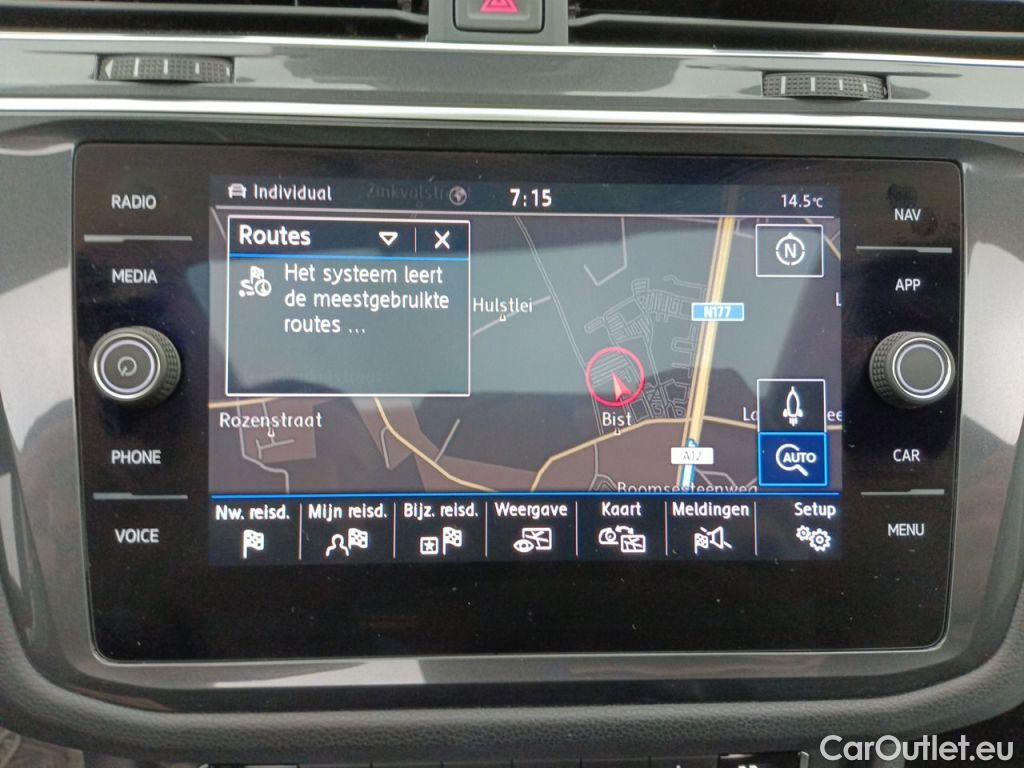 RADIO
MEDIA
PHONE
VOICE
Individual
7:15
14.5°C
Routes
Het systeem leert
de meestgebruikte
routes ...
Hulstlei
N177
N
Rozenstraat
Bist
A12
Boomsesteenweg
AUTO
Nw. reisd.
Mijn reisd.
Bijz. reisd.
Weergave
Kaart
Meldingen
Setup
NAV
APP
CAR
MENU
CarOutlet.eu